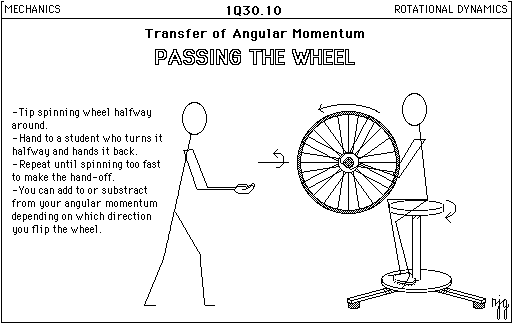 MECHANICS
1Q30.10
ROTATIONAL DYNAMICS
Transfer of Angular Momentum
PASSING THE WHEEL
-Tip spinning wheel halfway
around.
-Hand to a student who turns it
halfway and hands it back.
-Repeat until spinning too fast
to make the hand-off.
-You can add to or substract
from your angular momentum
depending on which direction
you flip the wheel.